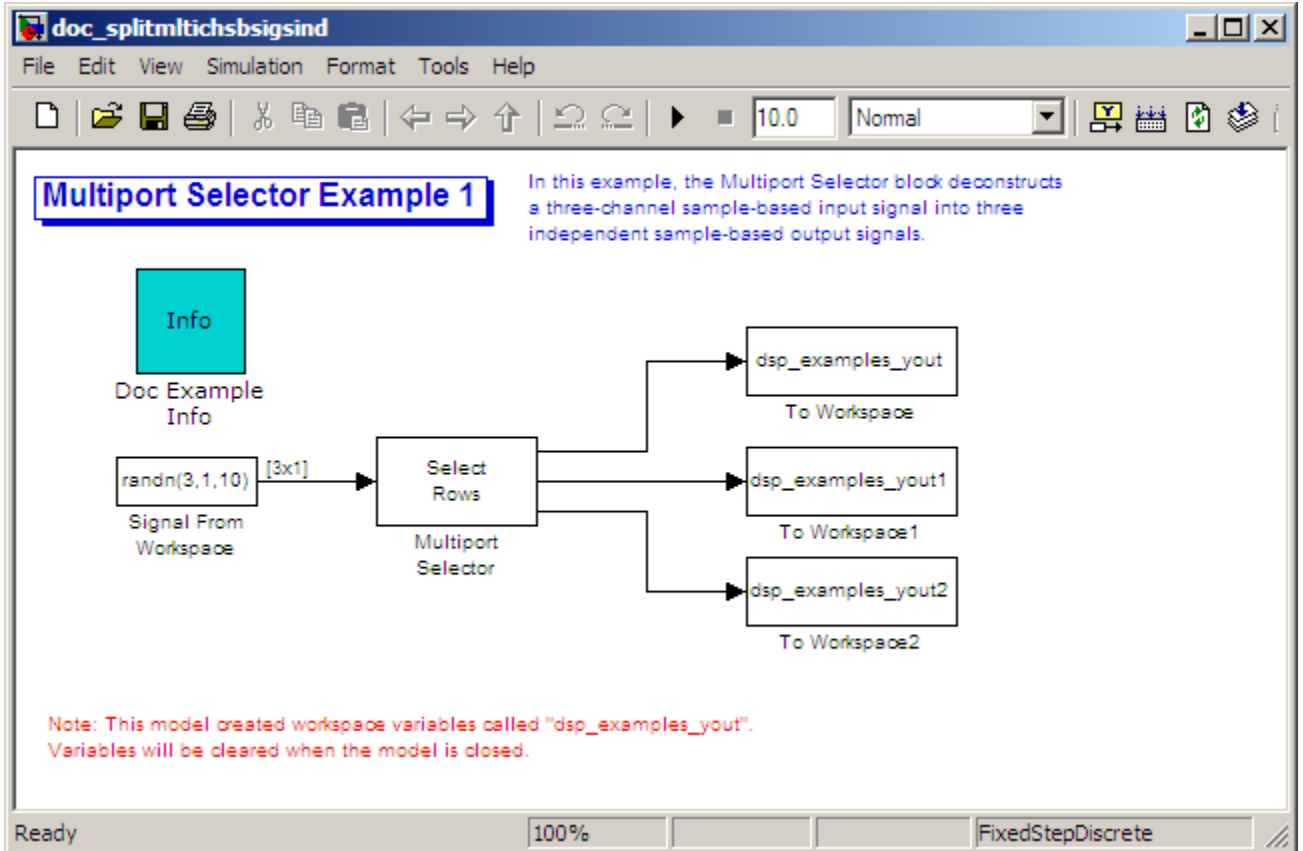 doc_splitmltichsbsigsind
File Edit View Simulation Format Tools Help
10.0 Normal
Multiport Selector Example 1
In this example, the Multiport Selector block deconstructs
a three-channel sample-based input signal into three
independent sample-based output signals.
Info
Doc Example
Info
randn(3,1,10)
[3x1]
Signal From
Workspace
Select
Rows
Multiport
Selector
dsp_examples_yout
To Workspace
dsp_examples_yout1
To Workspace1
dsp_examples_yout2
To Workspace2
Note: This model created workspace variables called "dsp_examples_yout".
Variables will be cleared when the model is closed.
Ready 100% FixedStepDiscrete